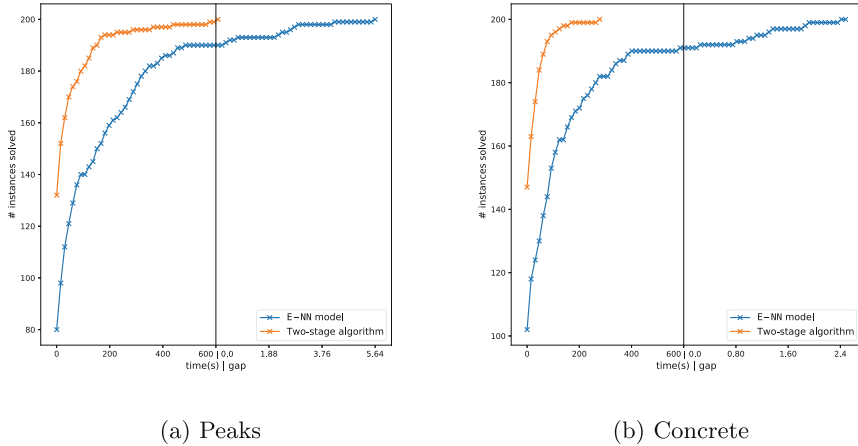 200
180
160
140
120
100
80
# instances solved
E−NN model
Two-stage algorithm
0
200
400
600 | 0.0
1.88
3.76
5.64
time(s) | gap
(a) Peaks
200
180
160
140
120
100
# instances solved
E−NN model
Two-stage algorithm
0
200
400
600 | 0.0
0.80
1.60
2.4
time(s) | gap
(b) Concrete